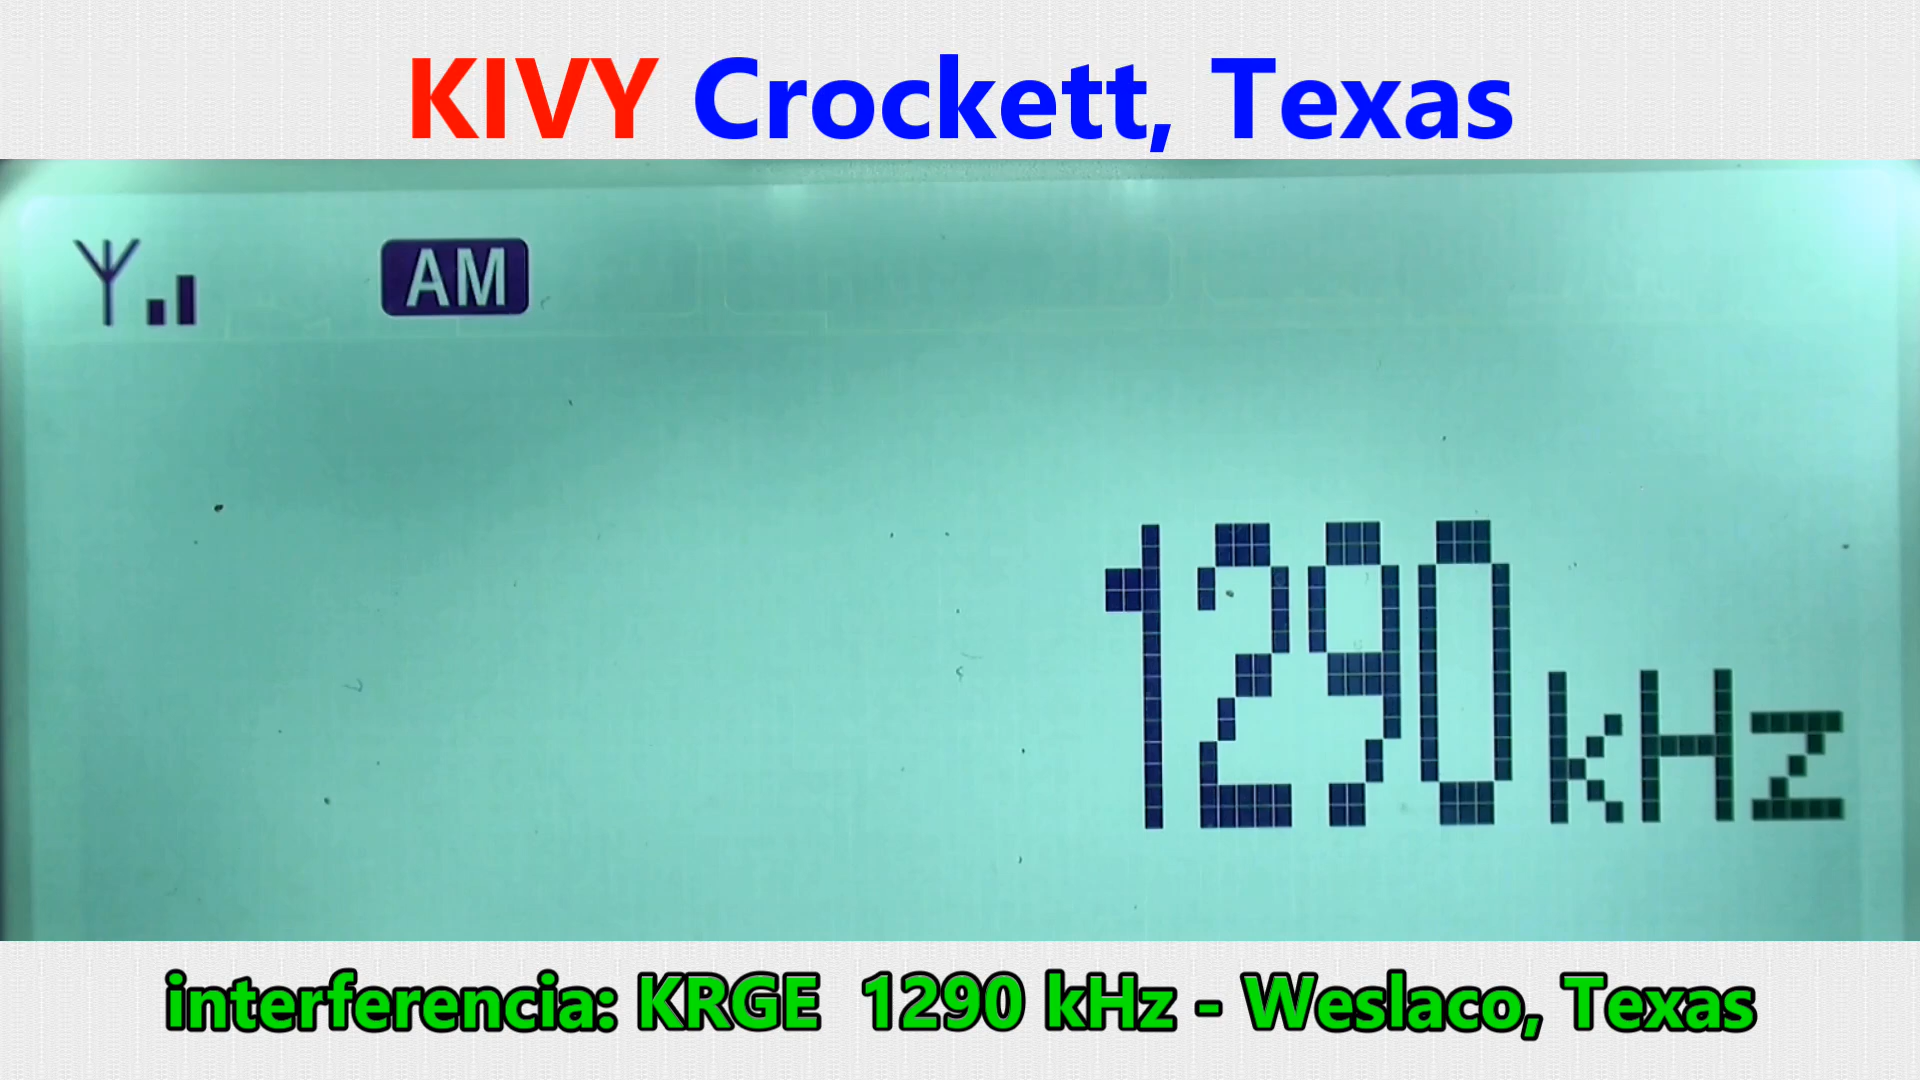 KIVY Crockett, Texas
AM
1290 kHz
interferencia: KRGE 1290 kHz - Weslaco, Texas